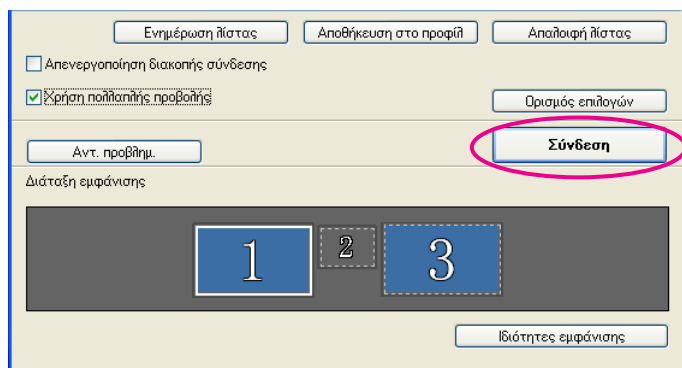 Ενημέρωση λίστας Αποθήκευση στο προφίλ Απαλοιφή λίστας
Απενεργοποίηση διακοπής σύνδεσης
Χρήση πολλαπλής προβολής
Ορισμός επιλογών
Σύνδεση
Αντ. προβλημ.
Διάταξη εμφάνισης
1 2 3
Ιδιότητες εμφάνισης